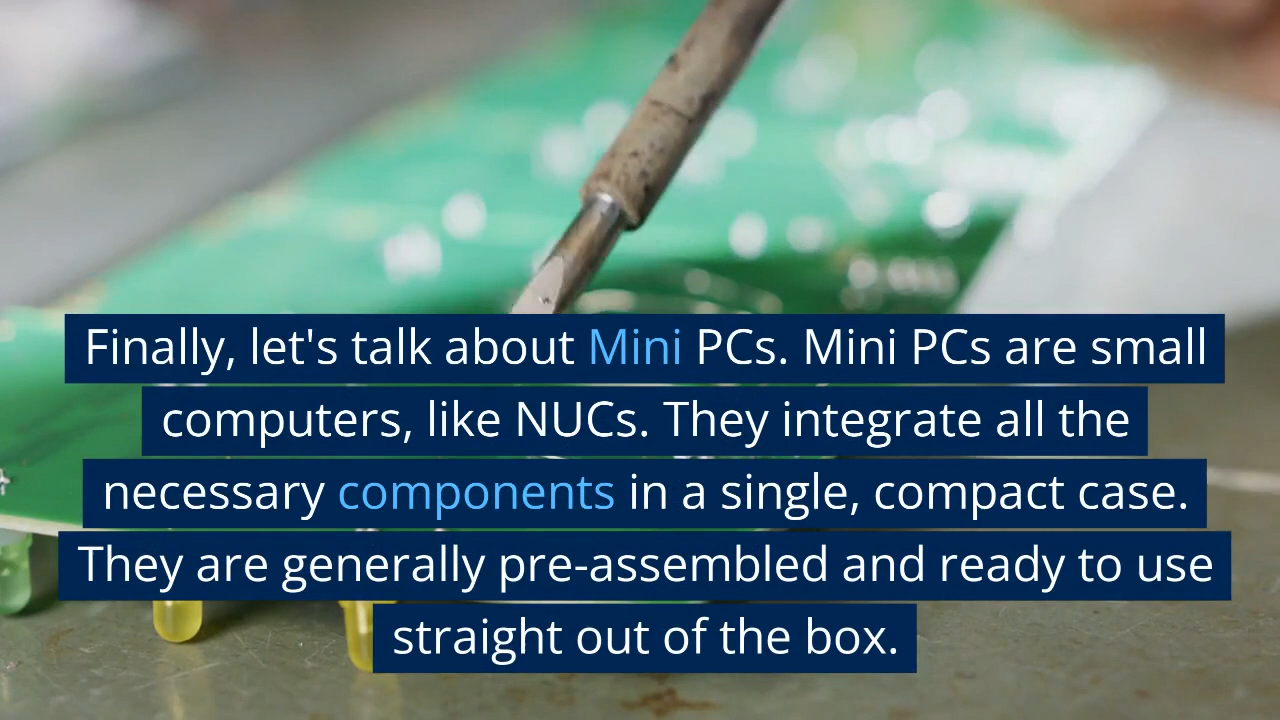 Finally, let's talk about Mini PCs. Mini PCs are small
computers, like NUCs. They integrate all the
necessary components in a single, compact case.
They are generally pre-assembled and ready to use
straight out of the box.